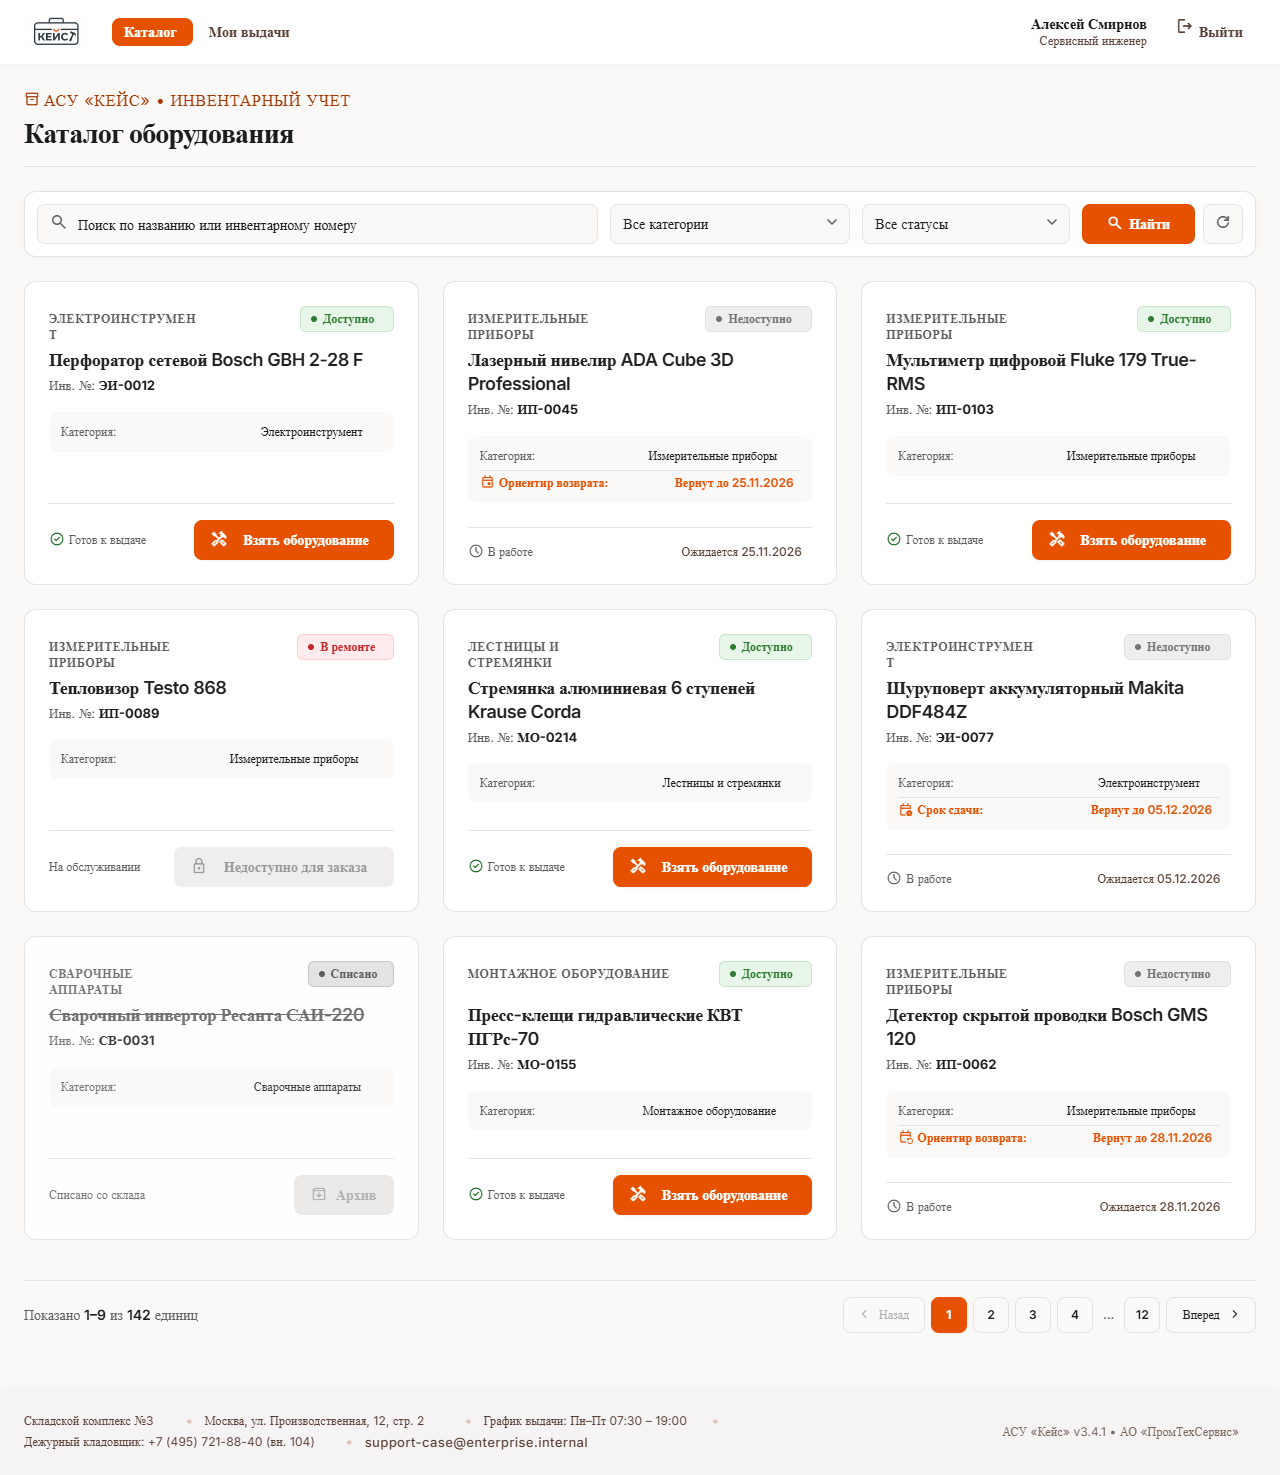 КЕЙС
Каталог
Мои выдачи
Алексей Смирнов
Сервисный инженер
Выйти
АСУ «КЕЙС» • ИНВЕНТАРНЫЙ УЧЕТ
Каталог оборудования
Поиск по названию или инвентарному номеру
Все категории
Все статусы
Найти
ЭЛЕКТРОИНСТРУМЕН
Т
Доступно
Перфоратор сетевой Bosch GBH 2-28 F
Инв. №: ЭИ-0012
Категория: Электроинструмент
Готов к выдаче
Взять оборудование
ИЗМЕРИТЕЛЬНЫЕ
ПРИБОРЫ
Недоступно
Лазерный нивелир ADA Cube 3D
Professional
Инв. №: ИП-0045
Категория: Измерительные приборы
Ориентир возврата: Вернут до 25.11.2026
В работе
Ожидается 25.11.2026
ИЗМЕРИТЕЛЬНЫЕ
ПРИБОРЫ
Доступно
Мультиметр цифровой Fluke 179 True-
RMS
Инв. №: ИП-0103
Категория: Измерительные приборы
Готов к выдаче
Взять оборудование
ИЗМЕРИТЕЛЬНЫЕ
ПРИБОРЫ
В ремонте
Тепловизор Testo 868
Инв. №: ИП-0089
Категория: Измерительные приборы
На обслуживании
Недоступно для заказа
ЛЕСТНИЦЫ И
СТРЕМЯНКИ
Доступно
Стремянка алюминиевая 6 ступеней
Krause Corda
Инв. №: МО-0214
Категория: Лестницы и стремянки
Готов к выдаче
Взять оборудование
ЭЛЕКТРОИНСТРУМЕН
Т
Недоступно
Шуруповерт аккумуляторный Makita
DDF484Z
Инв. №: ЭИ-0077
Категория: Электроинструмент
Срок сдачи: Вернут до 05.12.2026
В работе
Ожидается 05.12.2026
СВАРОЧНЫЕ
АППАРАТЫ
Списано
Сварочный инвертор Ресанта САИ-220
Инв. №: СВ-0031
Категория: Сварочные аппараты
Списано со склада
Архив
МОНТАЖНОЕ ОБОРУДОВАНИЕ
Доступно
Пресс-клещи гидравлические КВТ
ПГРс-70
Инв. №: МО-0155
Категория: Монтажное оборудование
Готов к выдаче
Взять оборудование
ИЗМЕРИТЕЛЬНЫЕ
ПРИБОРЫ
Недоступно
Детектор скрытой проводки Bosch GMS
120
Инв. №: ИП-0062
Категория: Измерительные приборы
Ориентир возврата: Вернут до 28.11.2026
В работе
Ожидается 28.11.2026
Показано 1–9 из 142 единиц
Назад 1 2 3 4 ... 12 Вперед
Складской комплекс №3 • Москва, ул. Производственная, 12, стр. 2 • График выдачи: Пн–Пт 07:30 – 19:00 •
Дежурный кладовщик: +7 (495) 721-88-40 (вн. 104) • support-case@enterprise.internal
АСУ «Кейс» v3.4.1 • АО «ПромТехСервис»